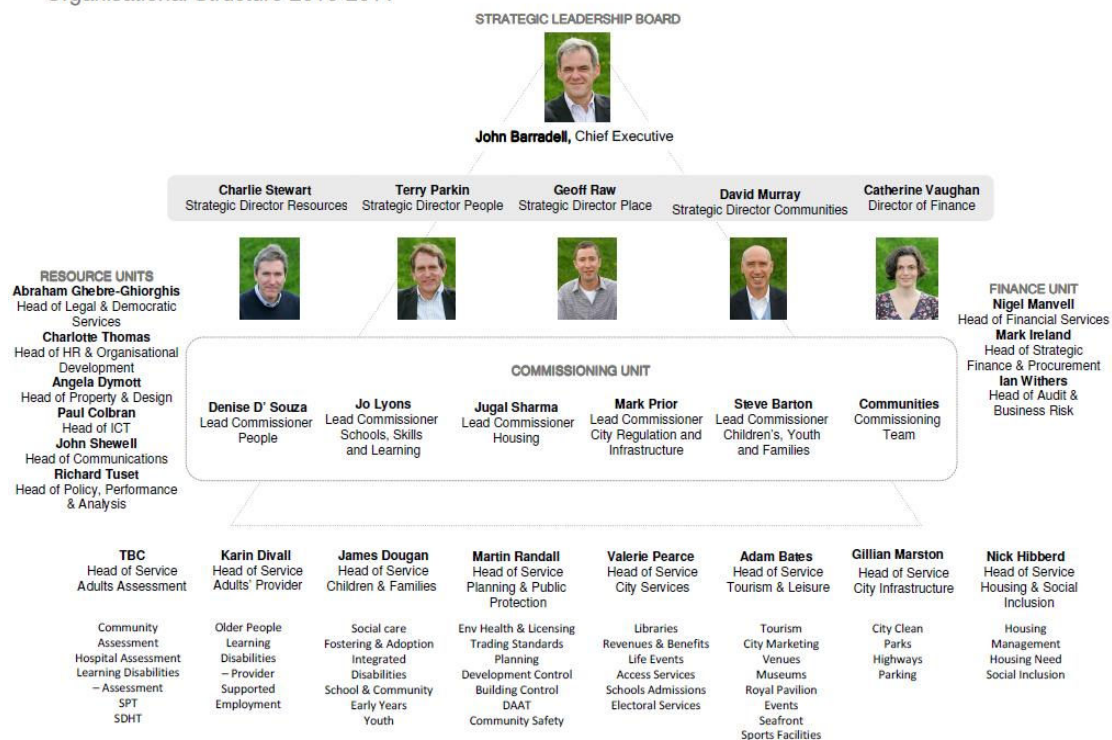 STRATEGIC LEADERSHIP BOARD
John Barradell, Chief Executive
Charlie Stewart
Strategic Director Resources
Terry Parkin
Strategic Director People
Geoff Raw
Strategic Director Place
David Murray
Strategic Director Communities
Catherine Vaughan
Director of Finance
RESOURCE UNITS
Abraham Ghebre-Ghiorghis
Head of Legal & Democratic
Services
Charlotte Thomas
Head of HR & Organisational
Development
Angela Dymott
Head of Property & Design
Paul Colbran
Head of ICT
John Shewell
Head of Communications
Richard Tuset
Head of Policy, Performance
& Analysis
FINANCE UNIT
Nigel Manvell
Head of Financial Services
Mark Ireland
Head of Strategic
Finance & Procurement
Ian Withers
Head of Audit &
Business Risk
COMMISSIONING UNIT
Denise D' Souza
Lead Commissioner
People
Jo Lyons
Lead Commissioner
Schools, Skills
and Learning
Jugal Sharma
Lead Commissioner
Housing
Mark Prior
Lead Commissioner
City Regulation and
Infrastructure
Steve Barton
Lead Commissioner
Children's, Youth
and Families
Communities
Commissioning
Team
TBC
Head of Service
Adults Assessment
Community
Assessment
Hospital Assessment
Learning Disabilities
– Assessment
SPT
SDHT
Karin Divall
Head of Service
Adults' Provider
Older People
Learning
Disabilities
– Provider
Supported
Employment
James Dougan
Head of Service
Children & Families
Social care
Fostering & Adoption
Integrated
Disabilities
School & Community
Early Years
Youth
Martin Randall
Head of Service
Planning & Public
Protection
Env Health & Licensing
Trading Standards
Planning
Development Control
Building Control
DAAT
Community Safety
Valerie Pearce
Head of Service
City Services
Libraries
Revenues & Benefits
Life Events
Access Services
Schools Admissions
Electoral Services
Adam Bates
Head of Service
Tourism & Leisure
Tourism
City Marketing
Venues
Museums
Royal Pavilion
Events
Seafront
Sports Facilities
Gillian Marston
Head of Service
City Infrastructure
City Clean
Parks
Highways
Parking
Nick Hibberd
Head of Service
Housing & Social
Inclusion
Housing
Management
Housing Need
Social Inclusion